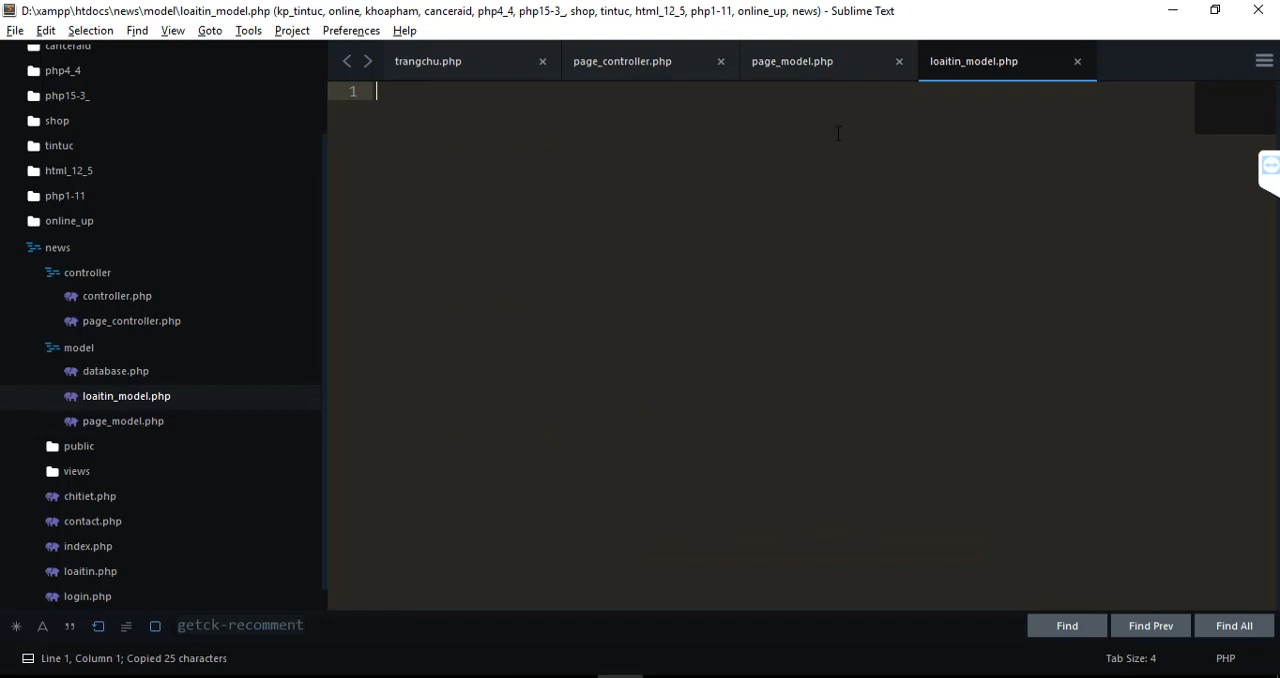 D:\xampp\htdocs\news\model\loaitin_model.php (kp_tintuc, online, khoapham, canceraid, php4_4, php15-3_, shop, tintuc, html_12_5, php1-11, online_up, news) - Sublime Text
File Edit Selection Find View Goto Tools Project Preferences Help
canceraid
php4_4
php15-3_
shop
tintuc
html_12_5
php1-11
online_up
news
controller
controller.php
page_controller.php
model
database.php
loaitin_model.php
page_model.php
public
views
chitiet.php
contact.php
index.php
loaitin.php
login.php
trangchu.php page_controller.php page_model.php loaitin_model.php
1
getck-recomment Find Find Prev Find All
Line 1, Column 1; Copied 25 characters Tab Size: 4 PHP